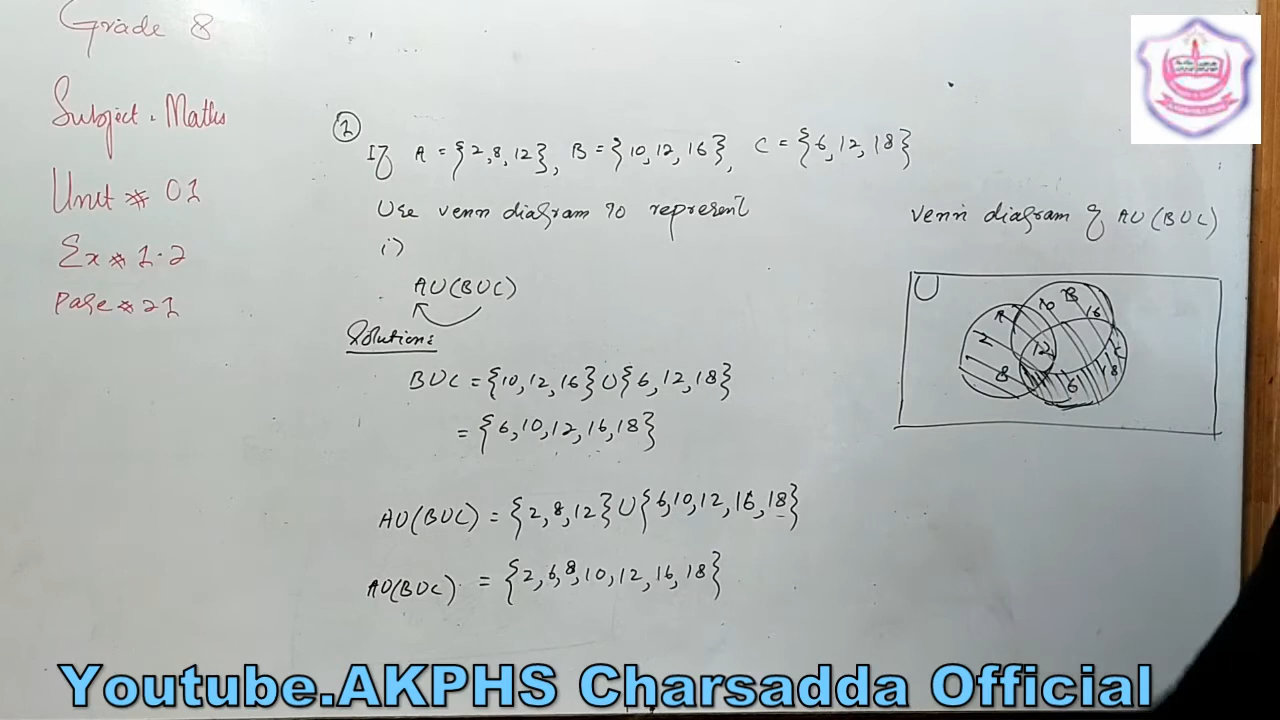 Grade 8
Subject. Maths
Unit # 01
Ex # 1.2
Page # 21
①
If A = {2,8,12}, B = {10,12,16}, C = {6,12,18}
Use venn diagram to represent
i)
AU(BUC)
Solution:
BUC = {10,12,16} U {6,12,18}
= {6,10,12,16,18}
AU(BUC) = {2,8,12} U {6,10,12,16,18}
AU(BUC) = {2,6,8,10,12,16,18}
Venn diagram of AU(BUC)
U
A
B
C
10
16
2
12
8
6
18
Youtube.AKPHS Charsadda Official